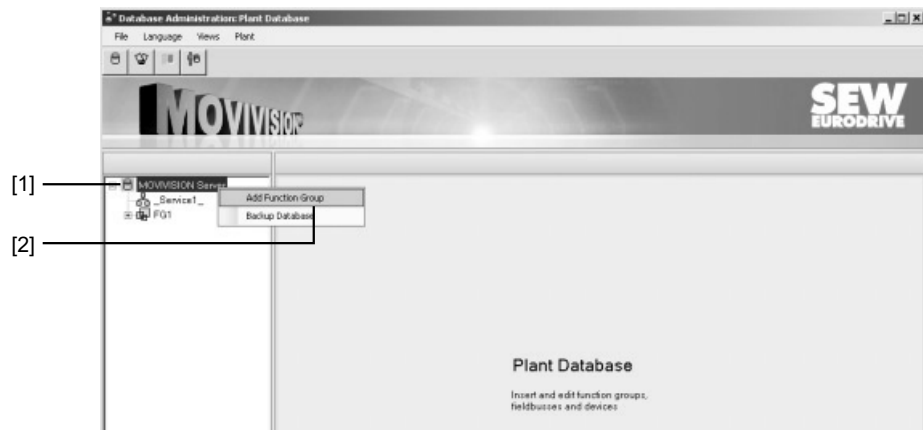 Database Administration: Plant Database
File Language Views Plant
MOVIVISION
SEW
EURODRIVE
[1]
MOVIVISION Server
Add Function Group
_Service1_
Backup Database
FG1
[2]
Plant Database
Insert and edit function groups,
fieldbusses and devices